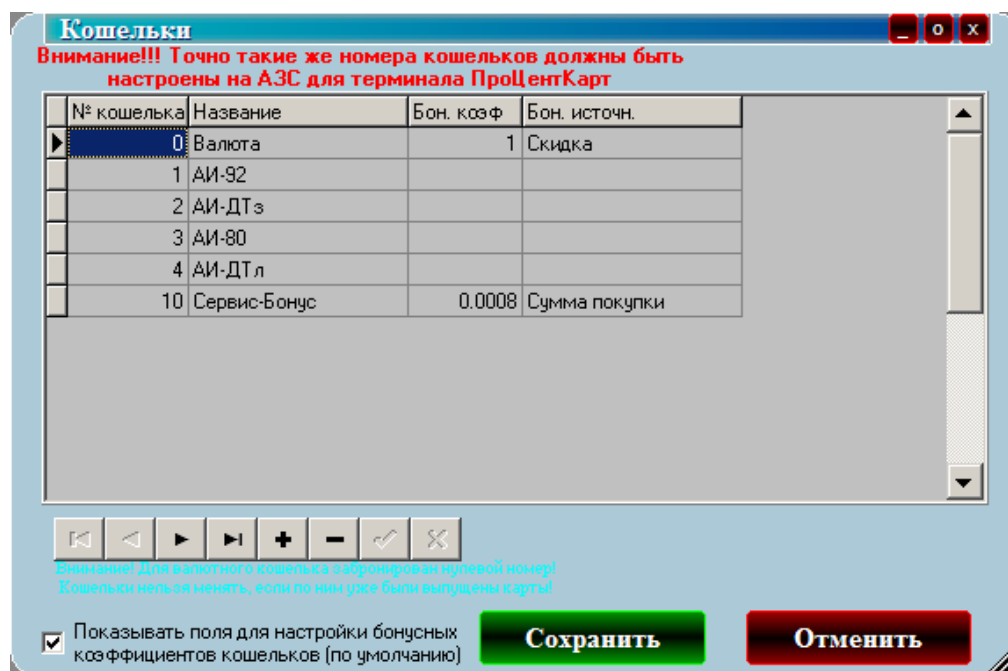 Кошельки
_ o x
Внимание!!! Точно такие же номера кошельков должны быть
настроены на АЗС для терминала ПроЦентКарт
№ кошелька Название Бон. коэф Бон. источн.
0 Валюта 1 Скидка
1 АИ-92
2 АИ-ДТз
3 АИ-80
4 АИ-ДТл
10 Сервис-Бонус 0.0008 Сумма покупки
Внимание! Для валютного кошелька забронирован нулевой номер!
Кошельки нельзя менять, если по ним уже были выпущены карты!
Показывать поля для настройки бонусных
коэффициентов кошельков (по умолчанию)
Сохранить
Отменить